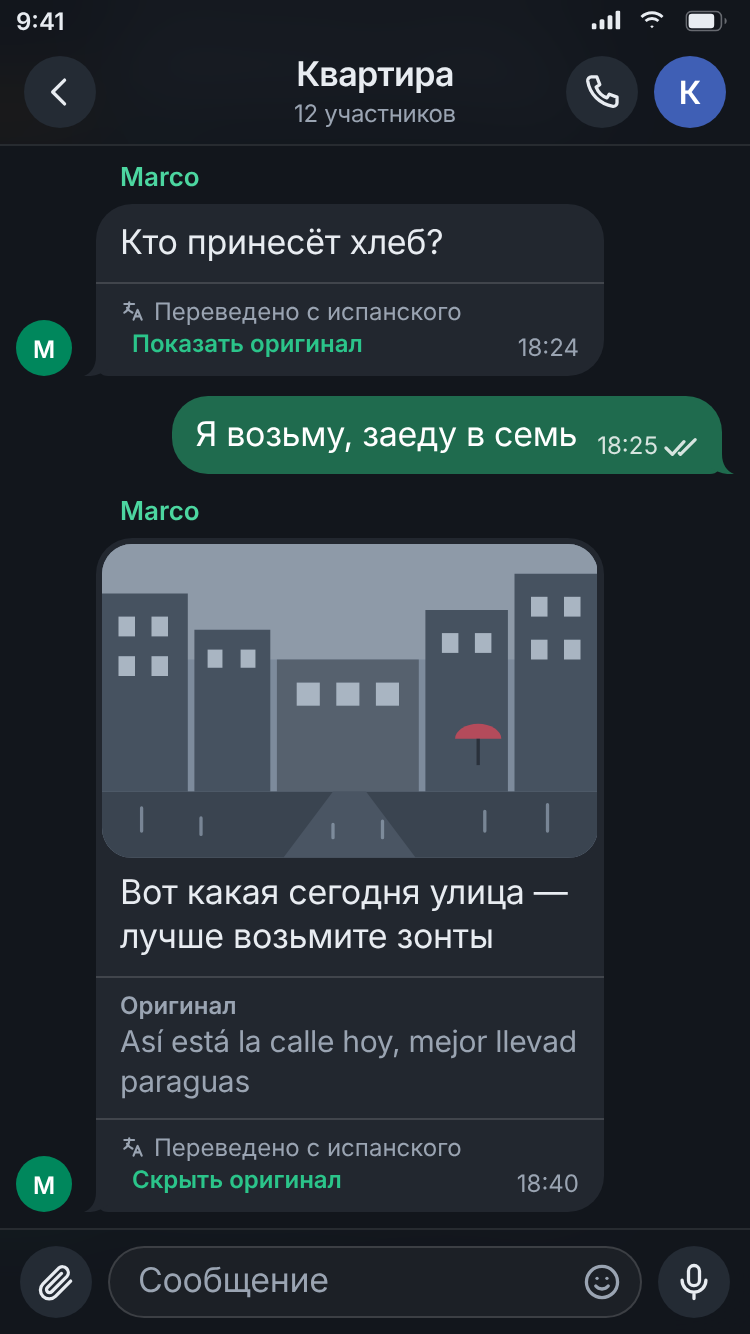 9:41
Квартира
12 участников
К
Marco
Кто принесёт хлеб?
Переведено с испанского
Показать оригинал
18:24
M
Я возьму, заеду в семь
18:25
Marco
Вот какая сегодня улица —
лучше возьмите зонты
Оригинал
Así está la calle hoy, mejor llevad
paraguas
Переведено с испанского
Скрыть оригинал
18:40
M
Сообщение